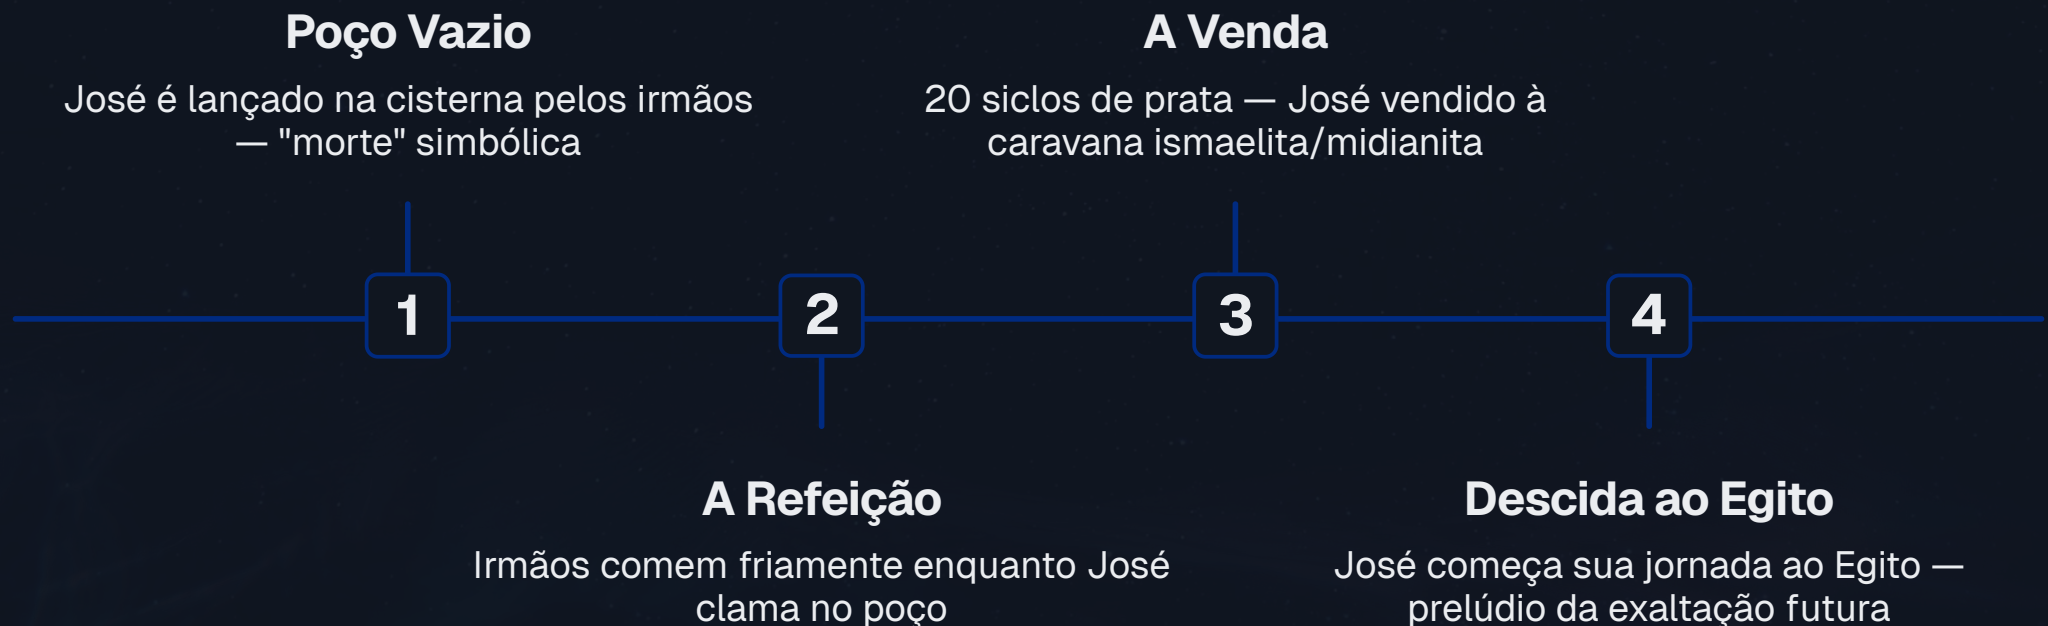 Poço Vazio
José é lançado na cisterna pelos irmãos
— "morte" simbólica
A Venda
20 siclos de prata — José vendido à
caravana ismaelita/midianita
1
2
3
4
A Refeição
Irmãos comem friamente enquanto José
clama no poço
Descida ao Egito
José começa sua jornada ao Egito —
prelúdio da exaltação futura